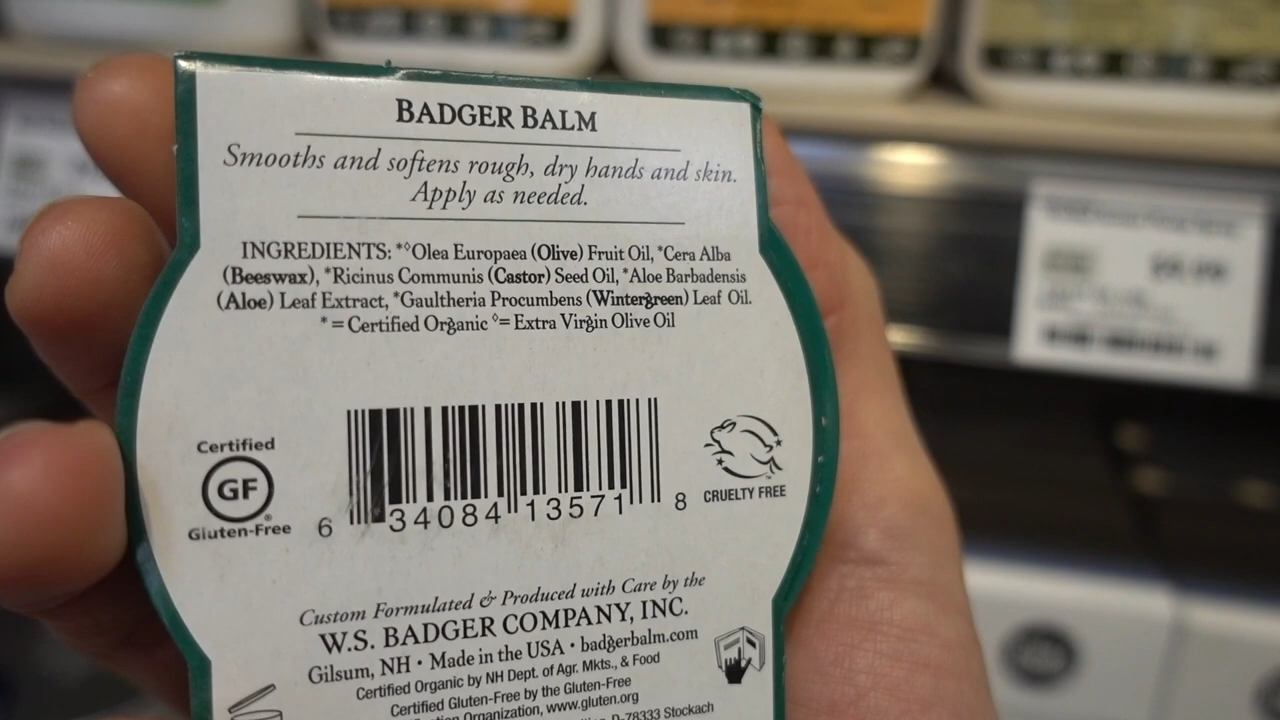 BADGER BALM
Smooths and softens rough, dry hands and skin.
Apply as needed.
INGREDIENTS: *◊Olea Europaea (Olive) Fruit Oil, *Cera Alba
(Beeswax), *Ricinus Communis (Castor) Seed Oil, *Aloe Barbadensis
(Aloe) Leaf Extract, *Gaultheria Procumbens (Wintergreen) Leaf Oil.
* = Certified Organic ◊= Extra Virgin Olive Oil
Certified
GF
®
Gluten-Free
6 34084 13571 8
CRUELTY FREE
Custom Formulated & Produced with Care by the
W.S. BADGER COMPANY, INC.
Gilsum, NH • Made in the USA • badgerbalm.com
Certified Organic by NH Dept. of Agr. Mkts., & Food
Certified Gluten-Free by the Gluten-Free
Organization, www.gluten.org
D-78333 Stockach